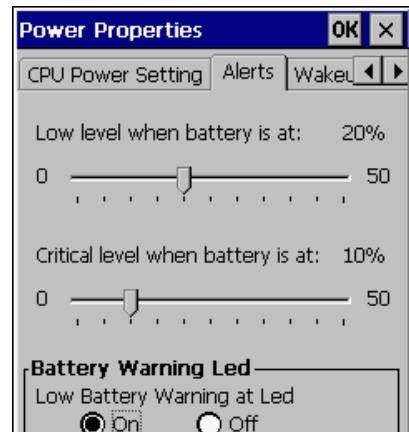 Power Properties OK ×
CPU Power Setting Alerts Wakeu
Low level when battery is at: 20%
0 50
Critical level when battery is at: 10%
0 50
Battery Warning Led
Low Battery Warning at Led
On Off